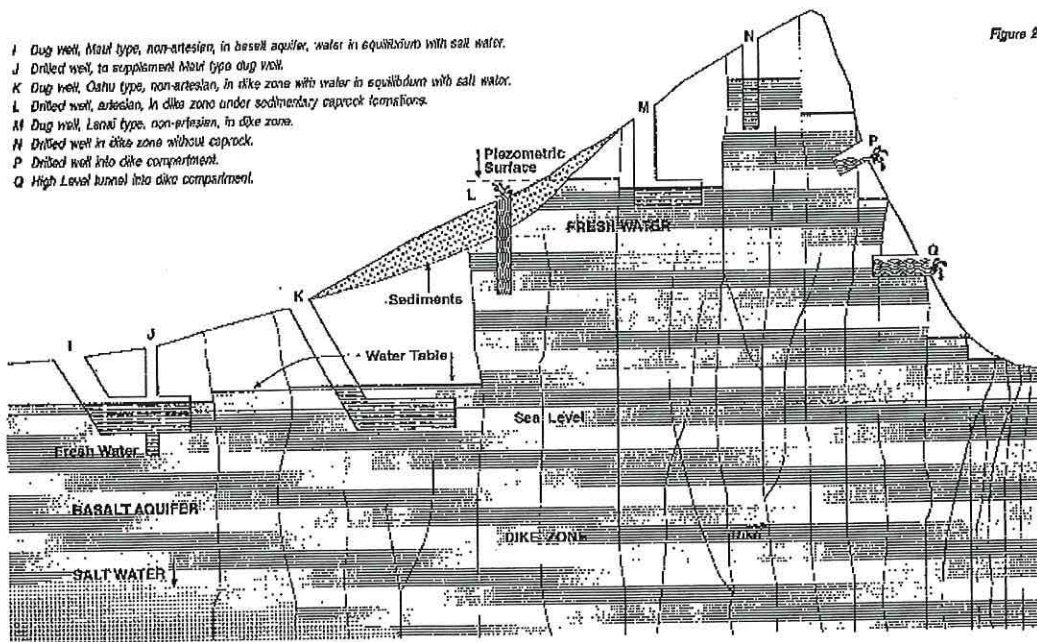 Figure 2
I Dug well, Maui type, non-artesian, in basalt aquifer, water in equilibrium with salt water.
J Drilled well, to supplement Maui type dug well.
K Dug well, Oahu type, non-artesian, in dike zone with water in equilibrium with salt water.
L Drilled well, artesian, in dike zone under sedimentary caprock formations.
M Dug well, Lanai type, non-artesian, in dike zone.
N Drilled well in dike zone without caprock.
P Drilled well into dike compartment.
Q High Level tunnel into dike compartment.
N
M
P
Piezometric
Surface
L
FRESH WATER
Q
Sediments
K
I
J
Water Table
Sea Level
Fresh Water
BASALT AQUIFER
DIKE ZONE
SALT WATER